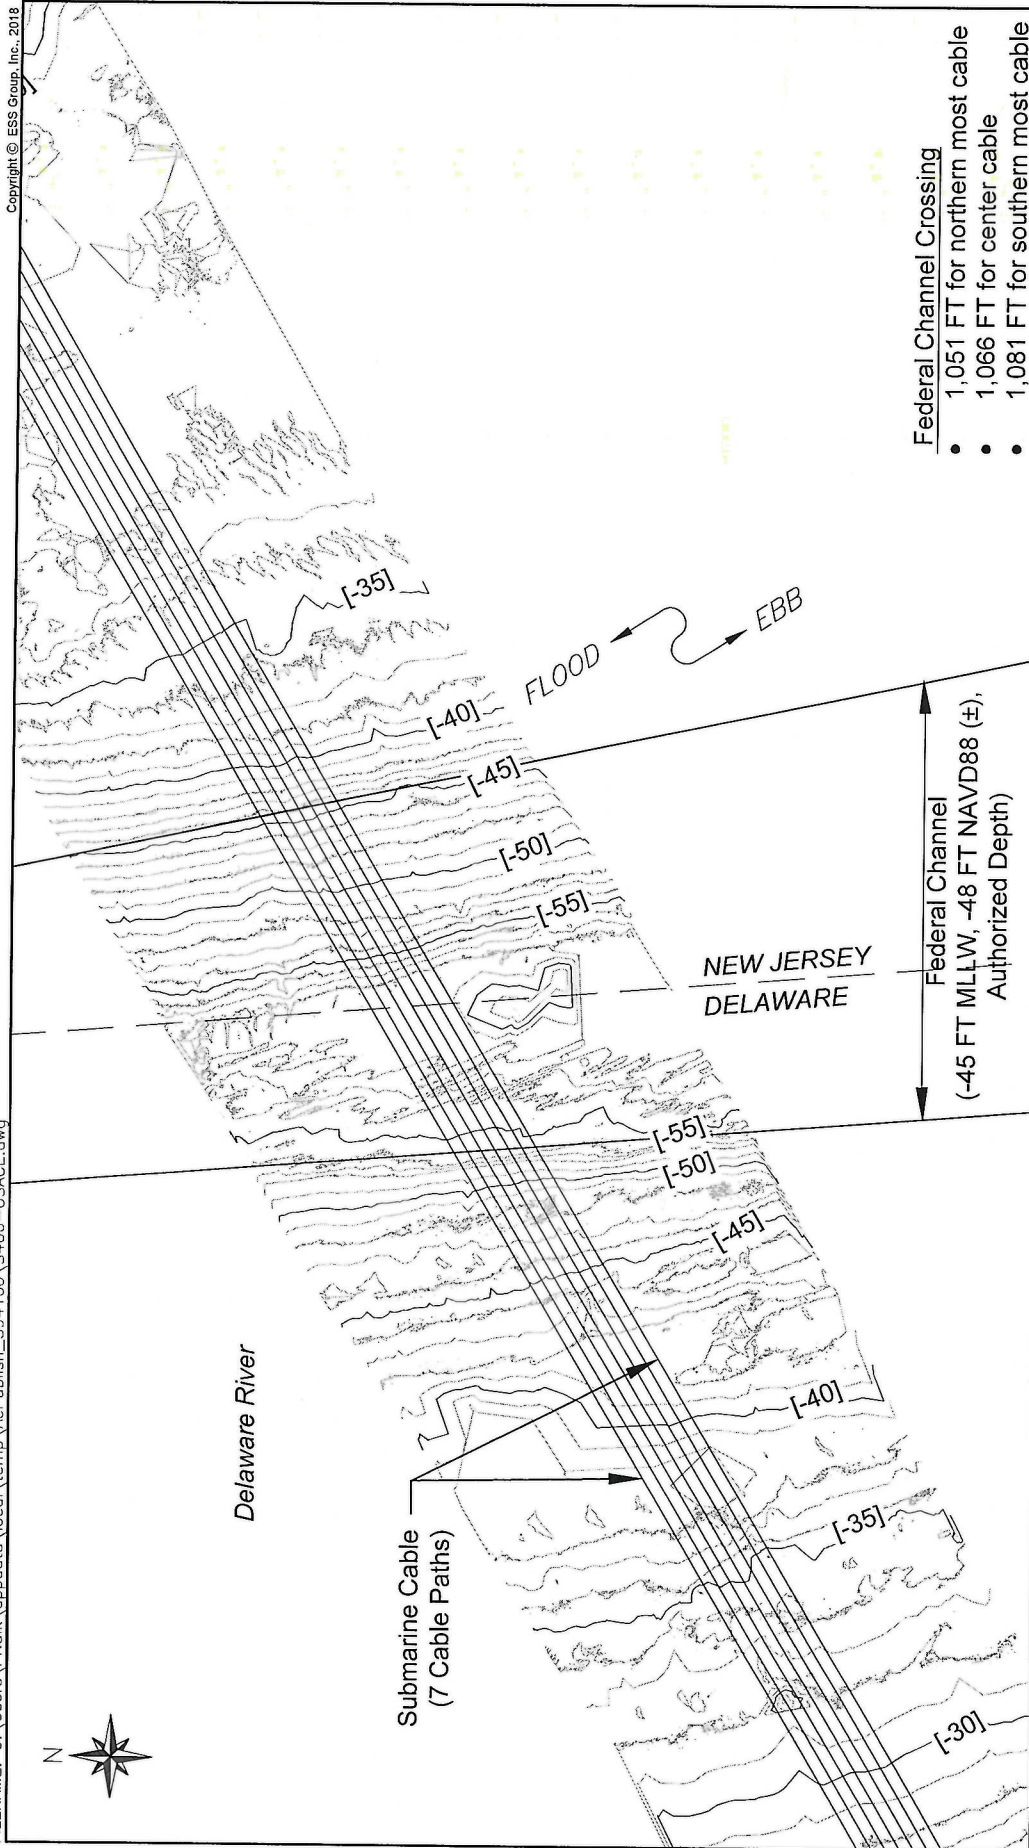 Copyright © ESS Group, Inc., 2018
N
Delaware River
Submarine Cable
(7 Cable Paths)
[-35]
FLOOD
EBB
[-40]
[-45]
[-50]
[-55]
NEW JERSEY
DELAWARE
[-55]
[-50]
[-45]
[-40]
[-35]
[-30]
Federal Channel
(-45 FT MLLW, -48 FT NAVD88 (±),
Authorized Depth)
Federal Channel Crossing
• 1,051 FT for northern most cable
• 1,066 FT for center cable
• 1,081 FT for southern most cable